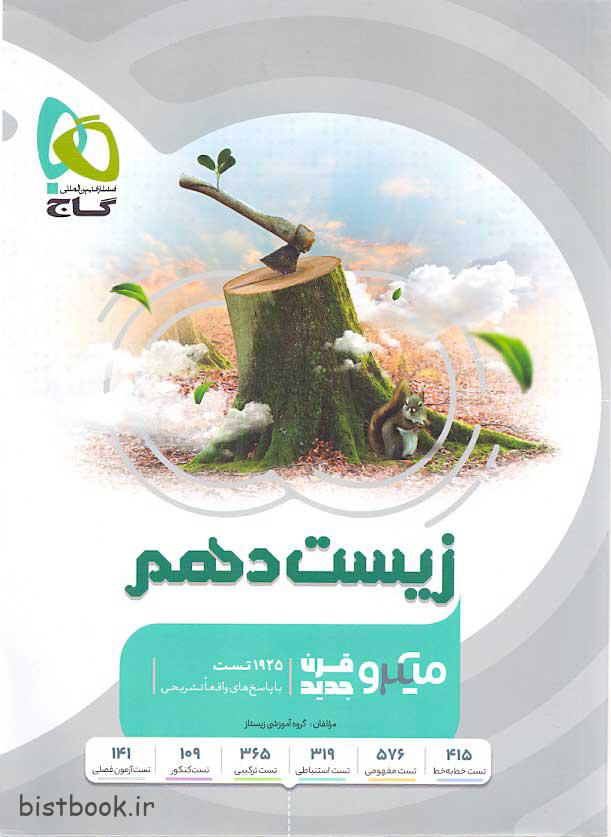 انتشارات بین‌المللی
گاج
زیست دهم
میکرو قرن جدید
۱۹۲۵ تست
با پاسخ‌های واقعاً تشریحی
مؤلفان: گروه آموزشی زیستاز
۴۱۵ ۵۷۶ ۳۱۹ ۳۶۵ ۱۰۹ ۱۴۱
تست خط‌به‌خط تست مفهومی تست استنباطی تست ترکیبی تست کنکور تست آزمون فصلی
bistbook.ir